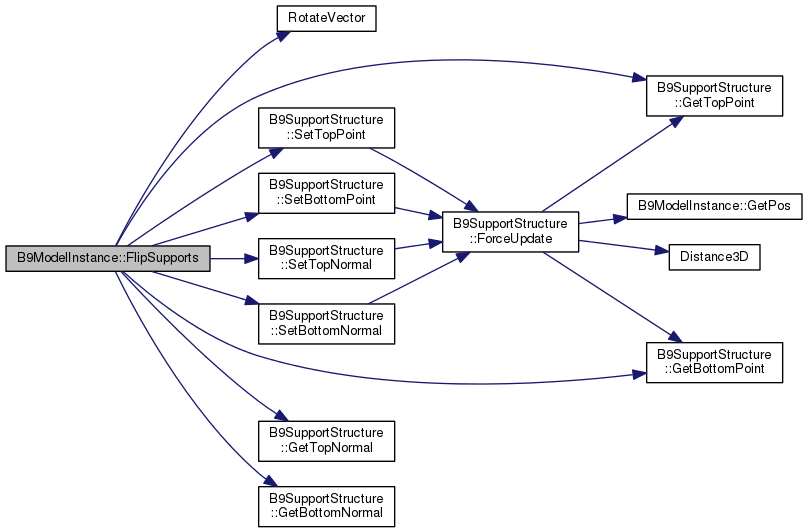 RotateVector
B9SupportStructure
::GetTopPoint
B9SupportStructure
::SetTopPoint
B9SupportStructure
::SetBottomPoint
B9ModelInstance::GetPos
B9SupportStructure
::ForceUpdate
B9ModelInstance::FlipSupports
B9SupportStructure
::SetTopNormal
Distance3D
B9SupportStructure
::SetBottomNormal
B9SupportStructure
::GetBottomPoint
B9SupportStructure
::GetTopNormal
B9SupportStructure
::GetBottomNormal